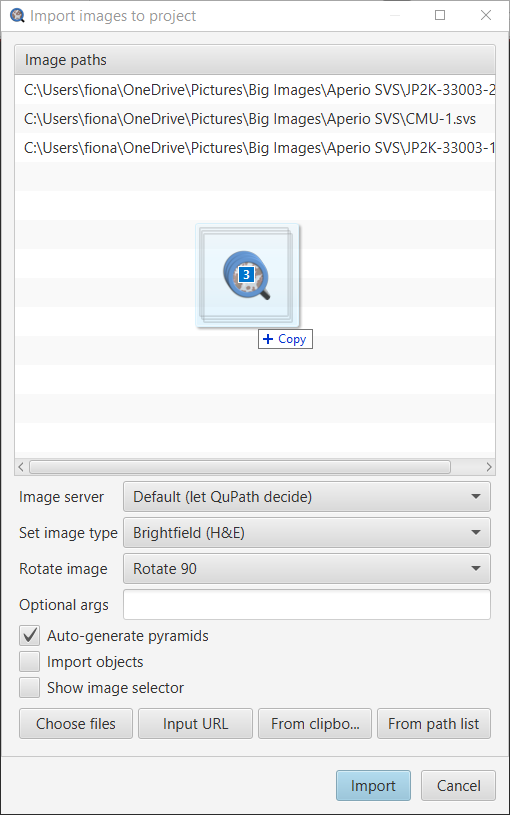 Import images to project
Image paths
C:\Users\fiona\OneDrive\Pictures\Big Images\Aperio SVS\JP2K-33003-2
C:\Users\fiona\OneDrive\Pictures\Big Images\Aperio SVS\CMU-1.svs
C:\Users\fiona\OneDrive\Pictures\Big Images\Aperio SVS\JP2K-33003-1
3
+ Copy
Image server Default (let QuPath decide)
Set image type Brightfield (H&E)
Rotate image Rotate 90
Optional args
Auto-generate pyramids
Import objects
Show image selector
Choose files Input URL From clipbo... From path list
Import Cancel